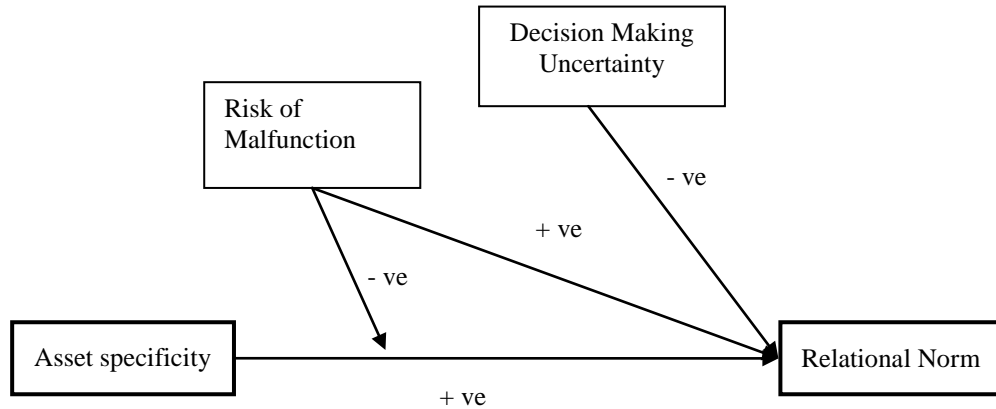 Decision Making
Uncertainty
Risk of
Malfunction
- ve
+ ve
- ve
Asset specificity
Relational Norm
+ ve